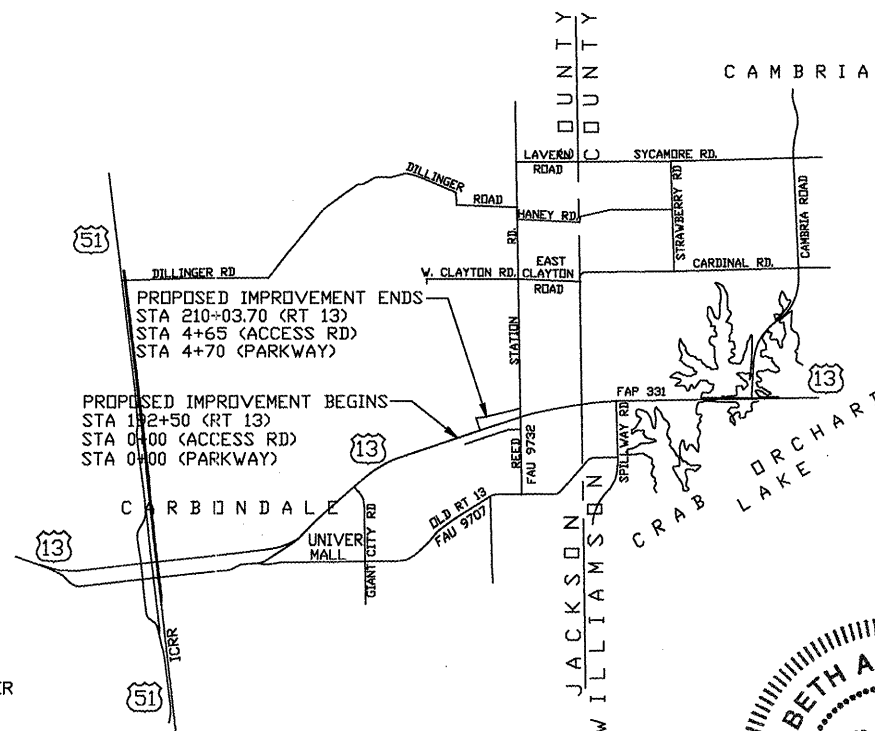 CAMBRIA
COUNTY
COUNTY
LAVERN
ROAD
SYCAMORE RD.
DILLINGER
ROAD
HANEY RD.
STRAWBERRY RD
CAMBRIA ROAD
51
DILLINGER RD
W. CLAYTON RD.
EAST
CLAYTON
ROAD
CARDINAL RD.
REED STATION RD.
PROPOSED IMPROVEMENT ENDS
STA 210+03.70 (RT 13)
STA 4+65 (ACCESS RD)
STA 4+70 (PARKWAY)
PROPOSED IMPROVEMENT BEGINS
STA 192+50 (RT 13)
STA 0+00 (ACCESS RD)
STA 0+00 (PARKWAY)
FAP 331
13
13
FAU 9732
SPILLWAY RD
CRAB ORCHARD
LAKE
CARBONDALE
OLD RT 13
FAU 9707
UNIVER
MALL
GIANT CITY RD
13
ICRR
JACKSON
WILLIAMSON
51
ER
BETH A